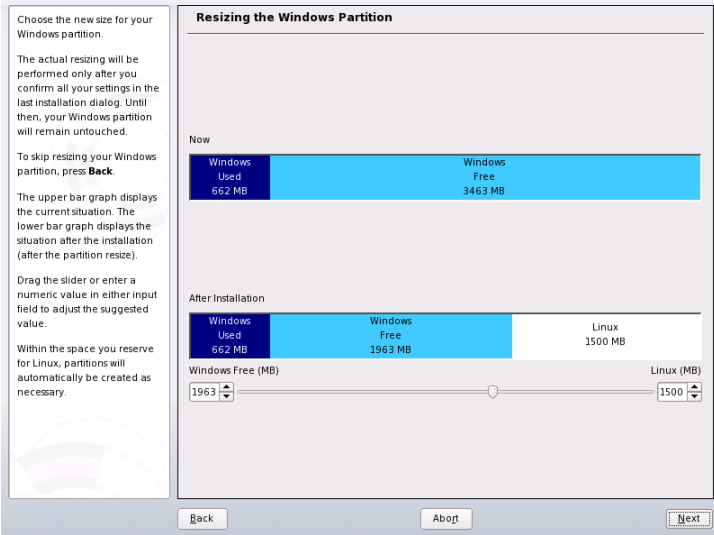 Choose the new size for your
Windows partition.
The actual resizing will be
performed only after you
confirm all your settings in the
last installation dialog. Until
then, your Windows partition
will remain untouched.
To skip resizing your Windows
partition, press Back.
The upper bar graph displays
the current situation. The
lower bar graph displays the
situation after the installation
(after the partition resize).
Drag the slider or enter a
numeric value in either input
field to adjust the suggested
value.
Within the space you reserve
for Linux, partitions will
automatically be created as
necessary.
Resizing the Windows Partition
Now
Windows
Used
662 MB
Windows
Free
3463 MB
After Installation
Windows
Used
662 MB
Windows
Free
1963 MB
Linux
1500 MB
Windows Free (MB)
Linux (MB)
1963
1500
Back
Abort
Next